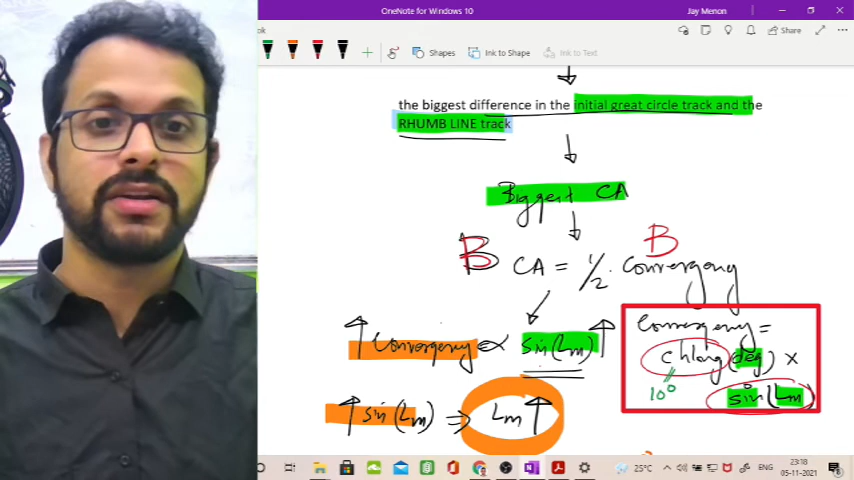 OneNote for Windows 10
Jay Menon
Share
Shapes
Ink to Shape
Ink to Text
the biggest difference in the initial great circle track and the
RHUMB LINE track
Biggest CA
B
B
CA = 1/2. Convergency
Convergency ∝ sin(Lm)
Convergency =
chlong (deg) ×
10°
sin(Lm)
sin(Lm) ⇒ Lm
25°C
ENG
23:18
05-11-2021